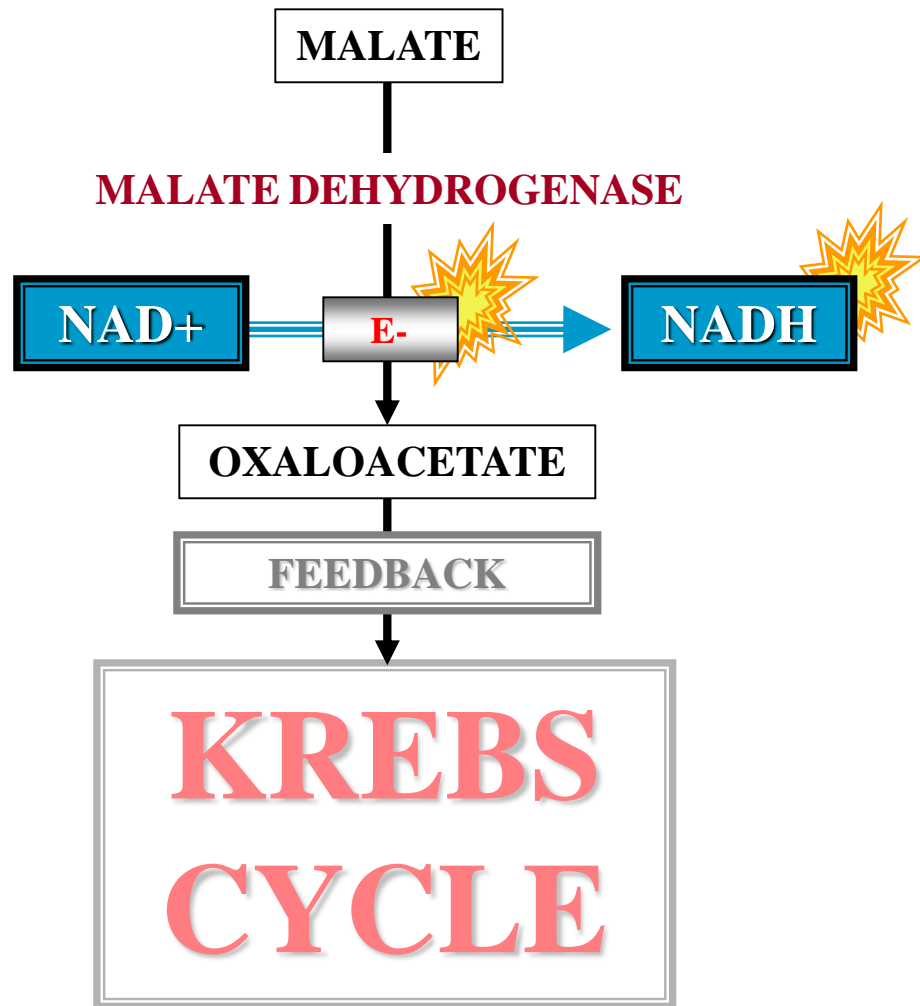 MALATE
MALATE DEHYDROGENASE
NAD+
E-
NADH
OXALOACETATE
FEEDBACK
KREBS
CYCLE